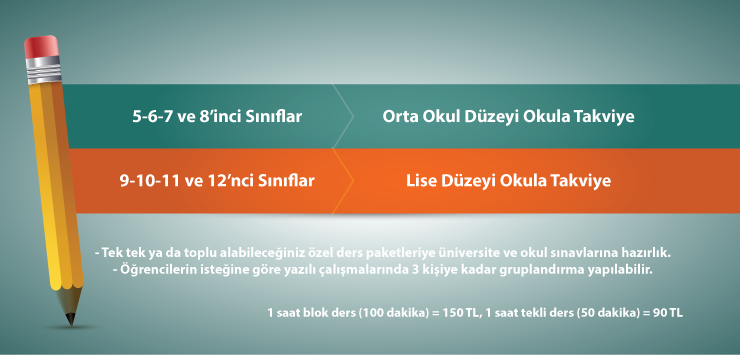 5-6-7 ve 8'inci Sınıflar
Orta Okul Düzeyi Okula Takviye
9-10-11 ve 12'nci Sınıflar
Lise Düzeyi Okula Takviye
- Tek tek ya da toplu alabileceğiniz özel ders paketleriye üniversite ve okul sınavlarına hazırlık.
- Öğrencilerin isteğine göre yazılı çalışmalarında 3 kişiye kadar gruplandırma yapılabilir.
1 saat blok ders (100 dakika) = 150 TL, 1 saat tekli ders (50 dakika) = 90 TL